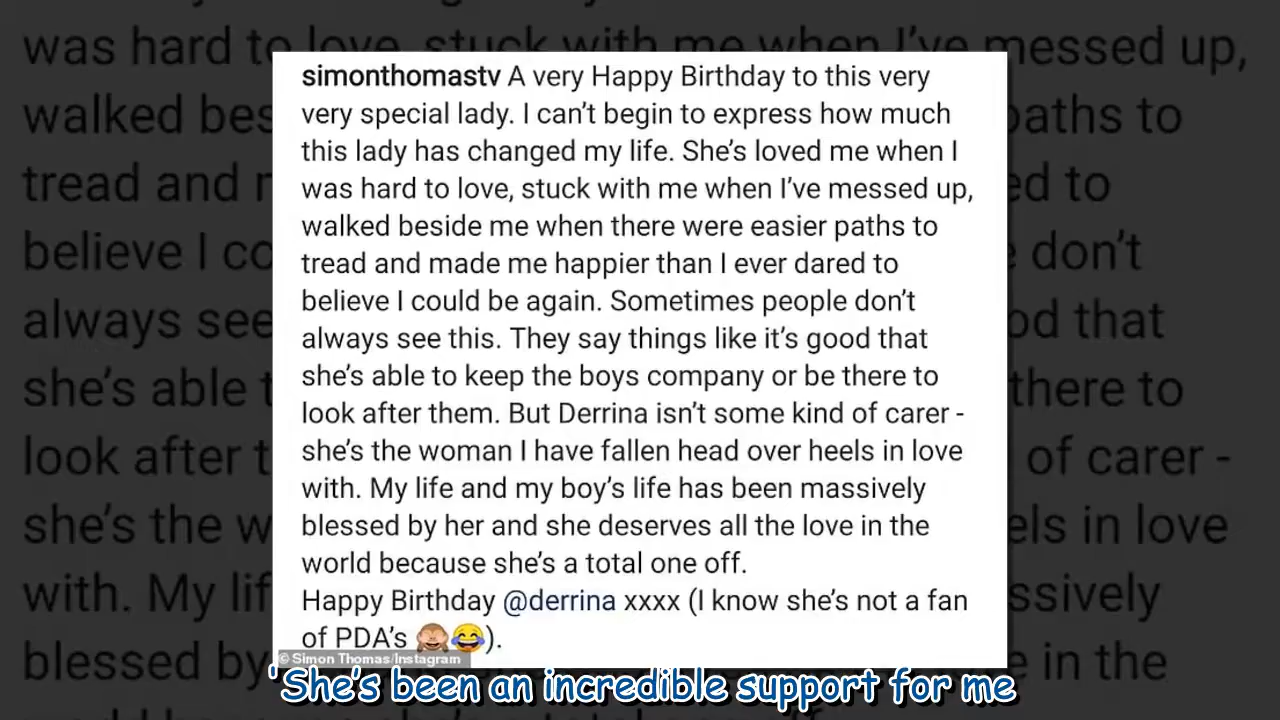 simonthomastv A very Happy Birthday to this very
very special lady. I can’t begin to express how much
this lady has changed my life. She’s loved me when I
was hard to love, stuck with me when I’ve messed up,
walked beside me when there were easier paths to
tread and made me happier than I ever dared to
believe I could be again. Sometimes people don’t
always see this. They say things like it’s good that
she’s able to keep the boys company or be there to
look after them. But Derrina isn’t some kind of carer -
she’s the woman I have fallen head over heels in love
with. My life and my boy’s life has been massively
blessed by her and she deserves all the love in the
world because she’s a total one off.
Happy Birthday @derrina xxxx (I know she’s not a fan
of PDA’s 🙈😂).
© Simon Thomas/Instagram
'She's been an incredible support for me